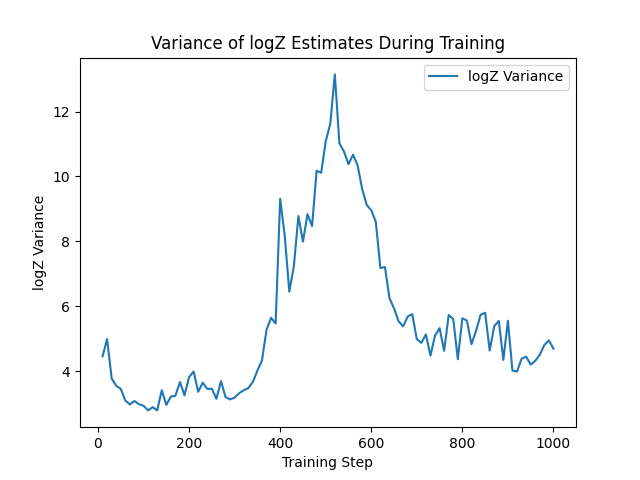 Variance of logZ Estimates During Training
logZ Variance
12
10
8
6
4
logZ Variance
0
200
400
600
800
1000
Training Step